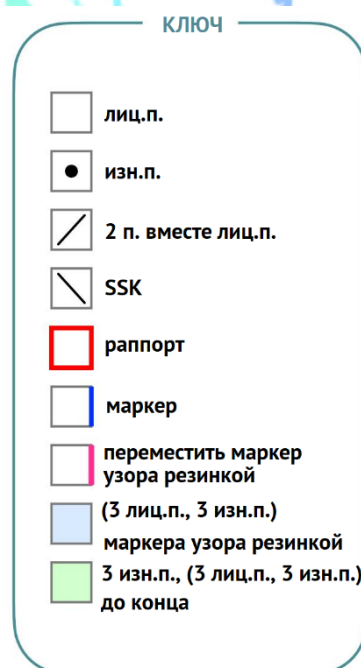 КЛЮЧ
лиц.п.
изн.п.
2 п. вместе лиц.п.
SSK
раппорт
маркер
переместить маркер
узора резинкой
(3 лиц.п., 3 изн.п.)
маркера узора резинкой
3 изн.п., (3 лиц.п., 3 изн.п.)
до конца